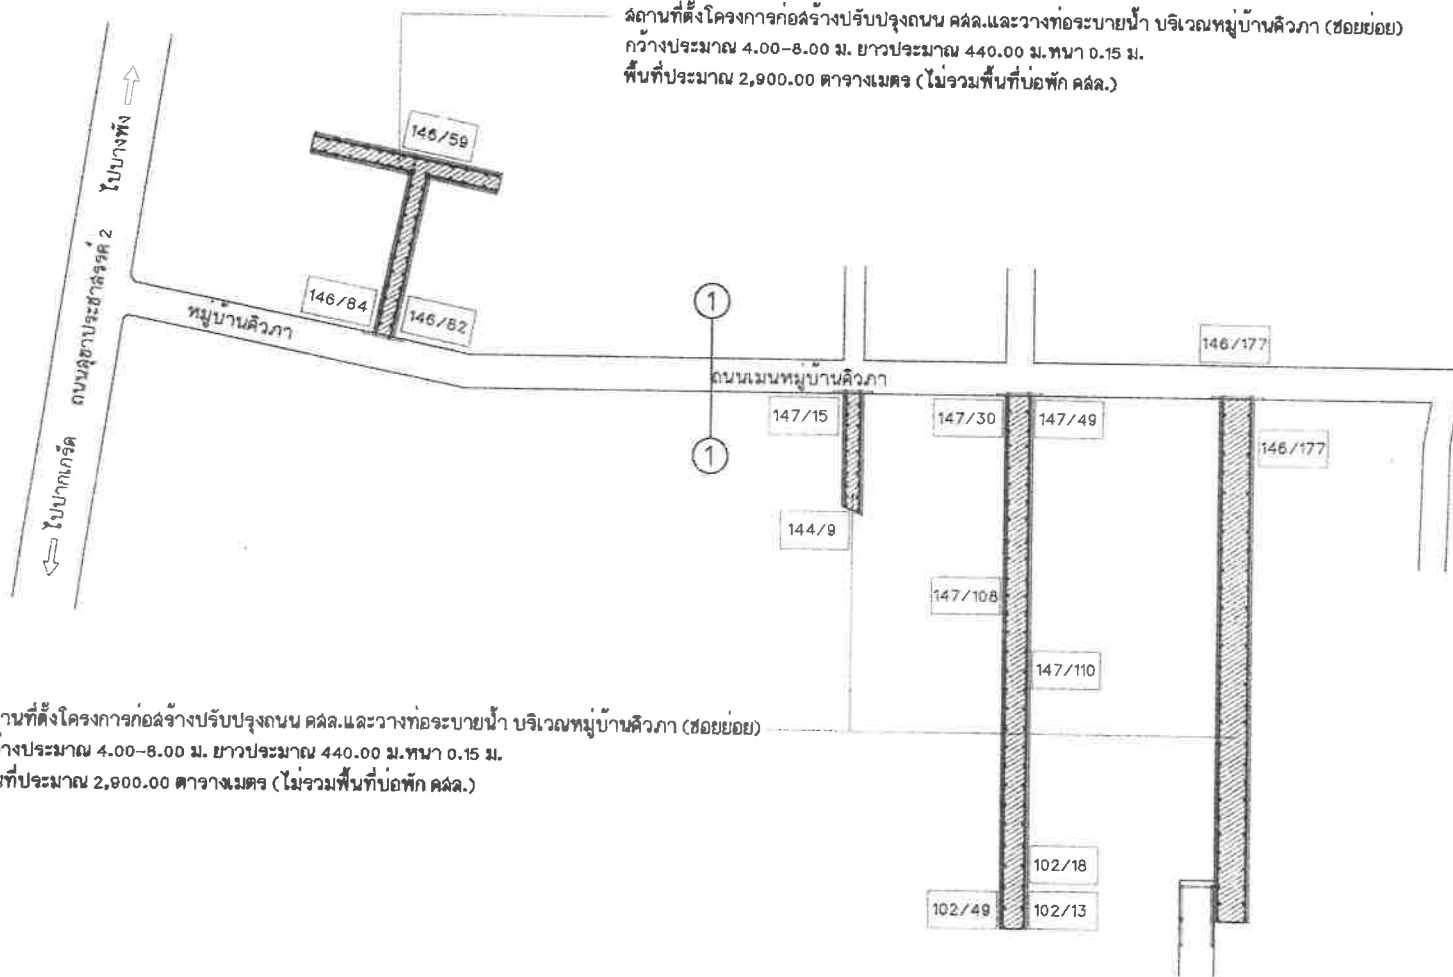 สถานที่ตั้งโครงการก่อสร้างปรับปรุงถนน คสล.และวางท่อระบายน้ำ บริเวณหมู่บ้านคิวภา (ซอยย่อย)
กว้างประมาณ 4.00-8.00 ม. ยาวประมาณ 440.00 ม.หนา 0.15 ม.
พื้นที่ประมาณ 2,900.00 ตารางเมตร (ไม่รวมพื้นที่บ่อพัก คสล.)
ไปบางพัง
ถนนสุขาประชาสรรค์ 2
ไปปากเกร็ด
146/59
146/84
146/82
หมู่บ้านคิวภา
1
ถนนเมนหมู่บ้านคิวภา
1
146/177
147/15
147/30
147/49
146/177
144/9
147/108
147/110
านที่ตั้งโครงการก่อสร้างปรับปรุงถนน คสล.และวางท่อระบายน้ำ บริเวณหมู่บ้านคิวภา (ซอยย่อย)
้างประมาณ 4.00-8.00 ม. ยาวประมาณ 440.00 ม.หนา 0.15 ม.
ที่ประมาณ 2,900.00 ตารางเมตร (ไม่รวมพื้นที่บ่อพัก คสล.)
102/18
102/49
102/13